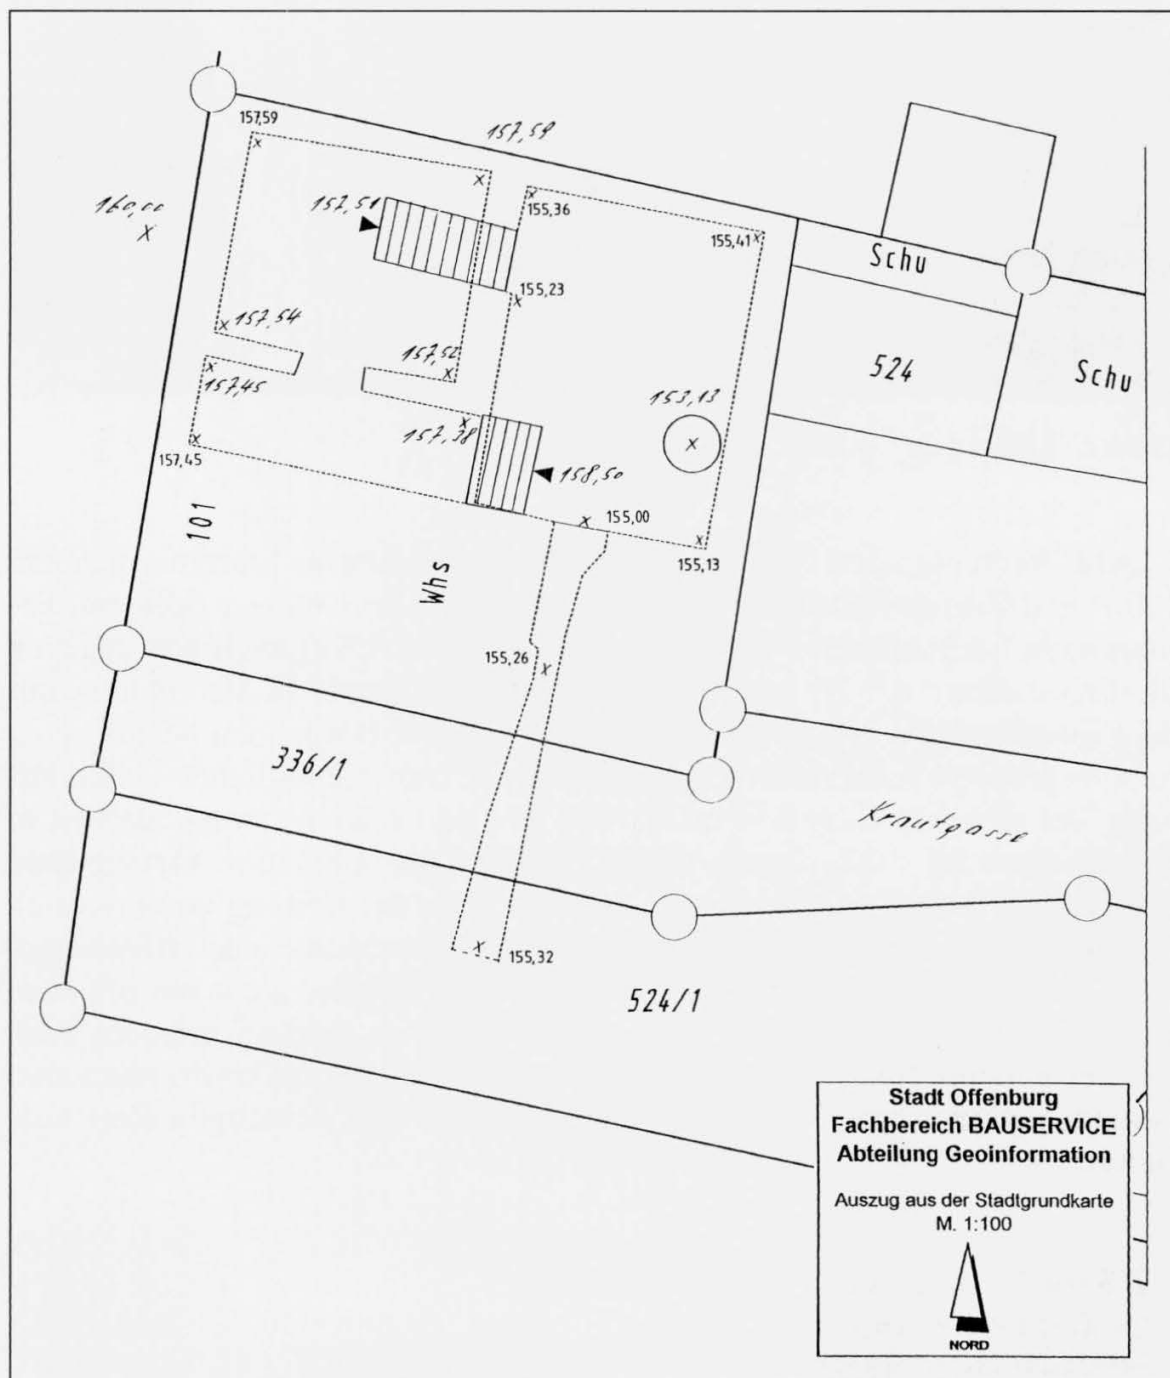 157,59
157,59
160,00
157,51
155,36
155,41
Schu
155,23
157,54
157,52
524
Schu
157,45
153,13
157,38
157,45
158,50
155,00
101
155,13
Whs
155,26
336/1
Krautgasse
155,32
524/1
Stadt Offenburg
Fachbereich BAUSERVICE
Abteilung Geoinformation
Auszug aus der Stadtgrundkarte
M. 1:100
NORD